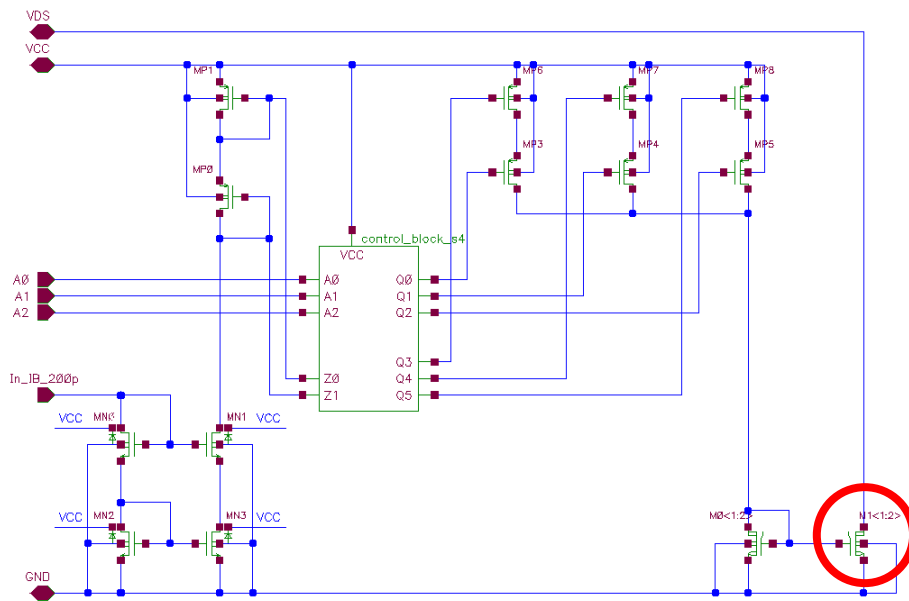 VDS
VCC
MP1
MP6
MP7
MP8
MP0
MP3
MP4
MP5
control_block_s4
VCC
A0
A0
Q0
A1
A1
Q1
A2
A2
Q2
Q3
In_IB_200p
Z0
Q4
Z1
Q5
VCC
MN1
VCC
VCC
MN2
MN3
VCC
M0<1:2>
M1<1:2>
GND